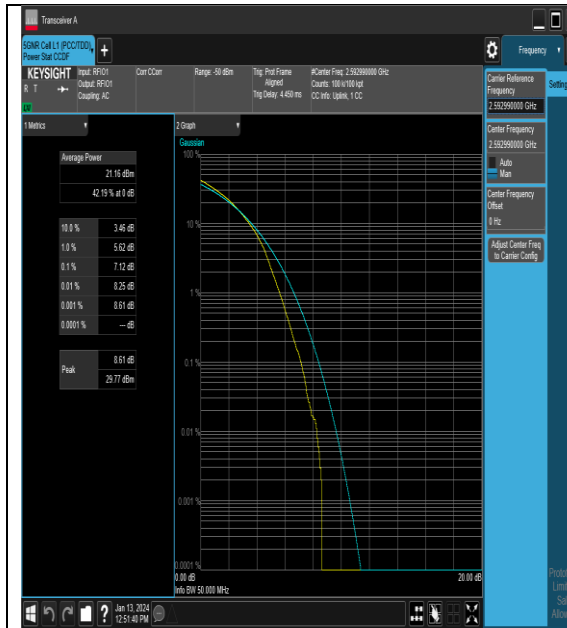 Transceiver A
5GNR Cell L1 (PCC/TDD)
Power Stat CCDF
Frequency
KEYSIGHT
R T
Input: RFIO1
Output: RFIO1
Coupling: AC
Corr CCorr
Range: -50 dBm
Trig: Prot Frame
Aligned
Trig Delay: 4.450 ms
#Center Freq: 2.592990000 GHz
Counts: 100 k/100 kpt
CC Info: Uplink, 1 CC
Carrier Reference
Frequency
2.592990000 GHz
Setting
Center Frequency
2.592990000 GHz
Auto
Man
Center Frequency
Offset
0 Hz
Adjust Center Freq
to Carrier Config
1 Metrics
Average Power
21.16 dBm
42.19 % at 0 dB
10.0 % 3.46 dB
1.0 % 5.62 dB
0.1 % 7.12 dB
0.01 % 8.25 dB
0.001 % 8.61 dB
0.0001 % --- dB
Peak
8.61 dB
29.77 dBm
2 Graph
Gaussian
100 %
10 %
1 %
0.1 %
0.01 %
0.001 %
0.0001 %
0.00 dB
20.00 dB
Info BW 50.000 MHz
Jan 13, 2024
12:51:40 PM